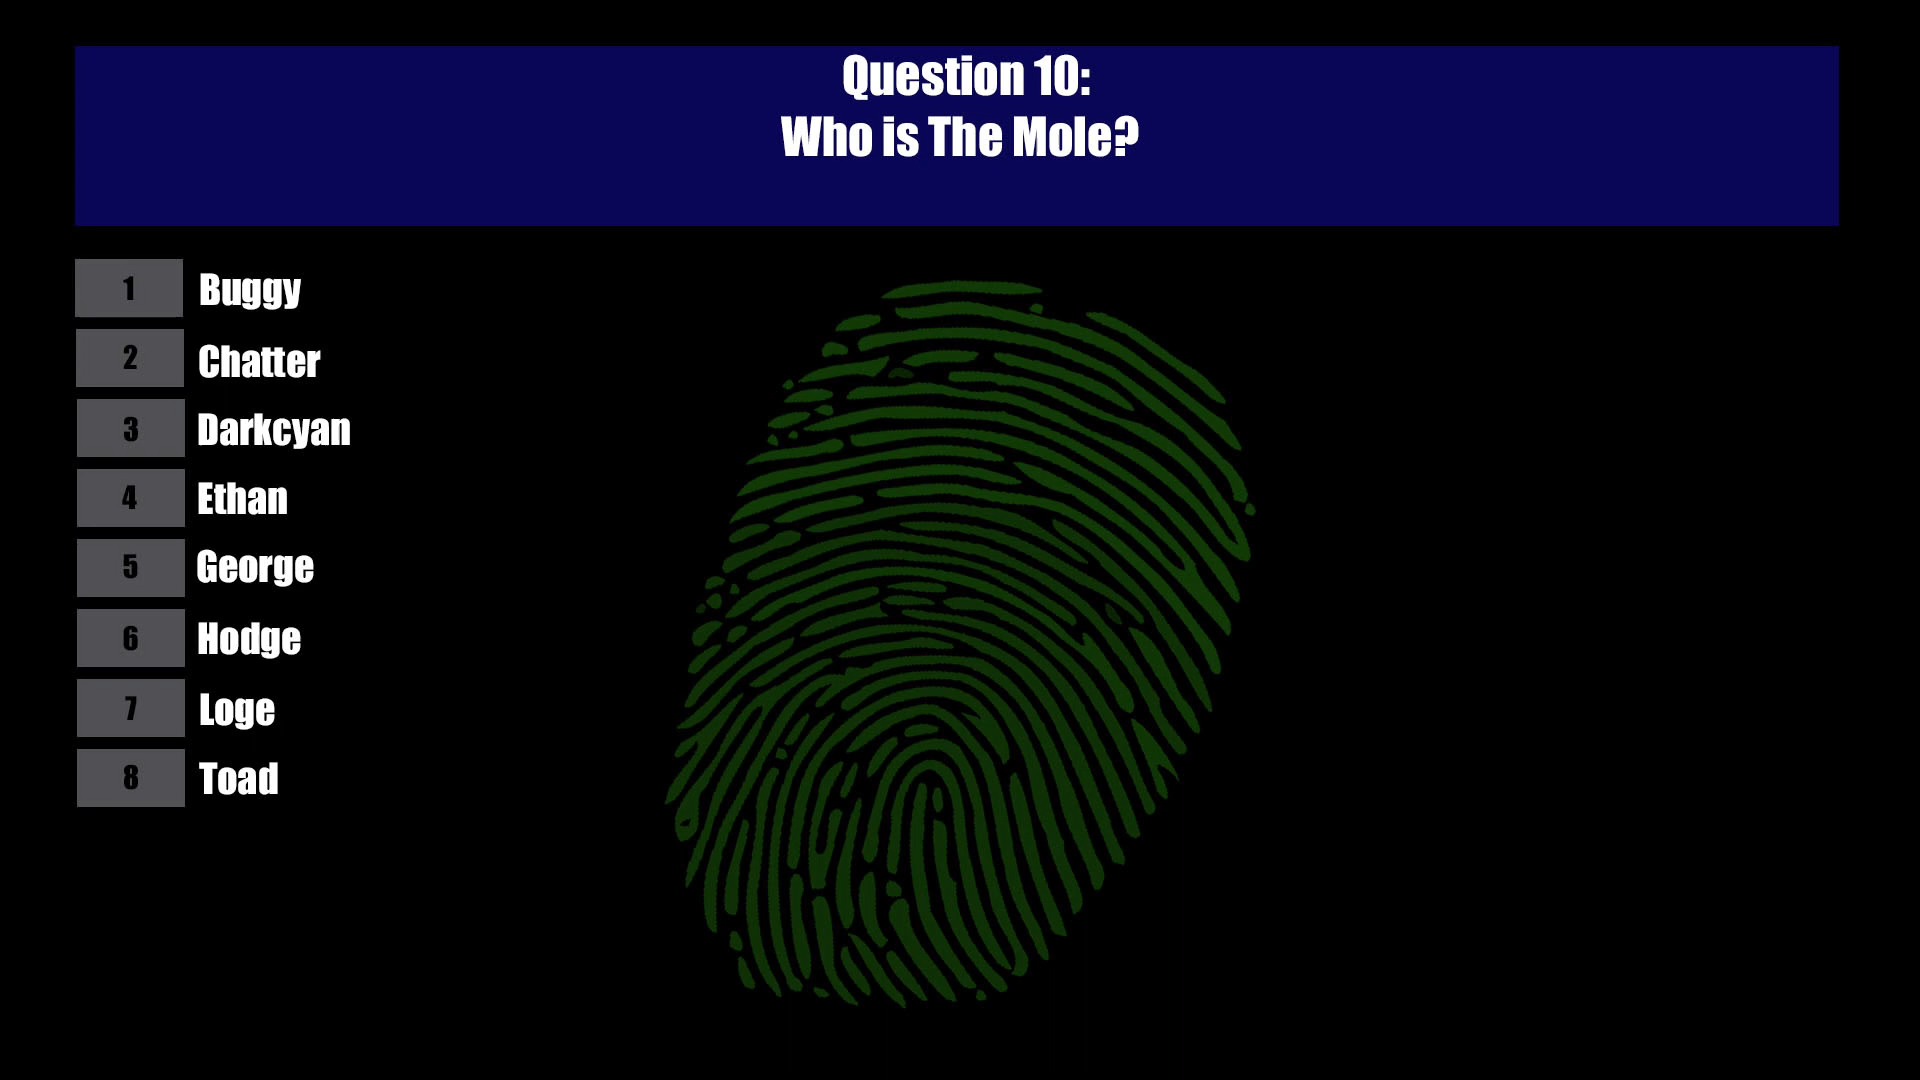 Question 10:
Who is The Mole?
1 Buggy
2 Chatter
3 Darkcyan
4 Ethan
5 George
6 Hodge
7 Loge
8 Toad